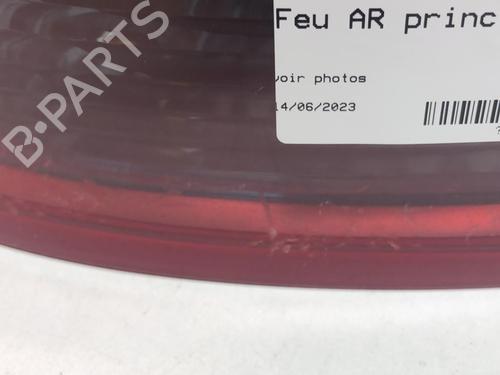 Feu AR princ
voir photos
14/06/2023
B-PARTS